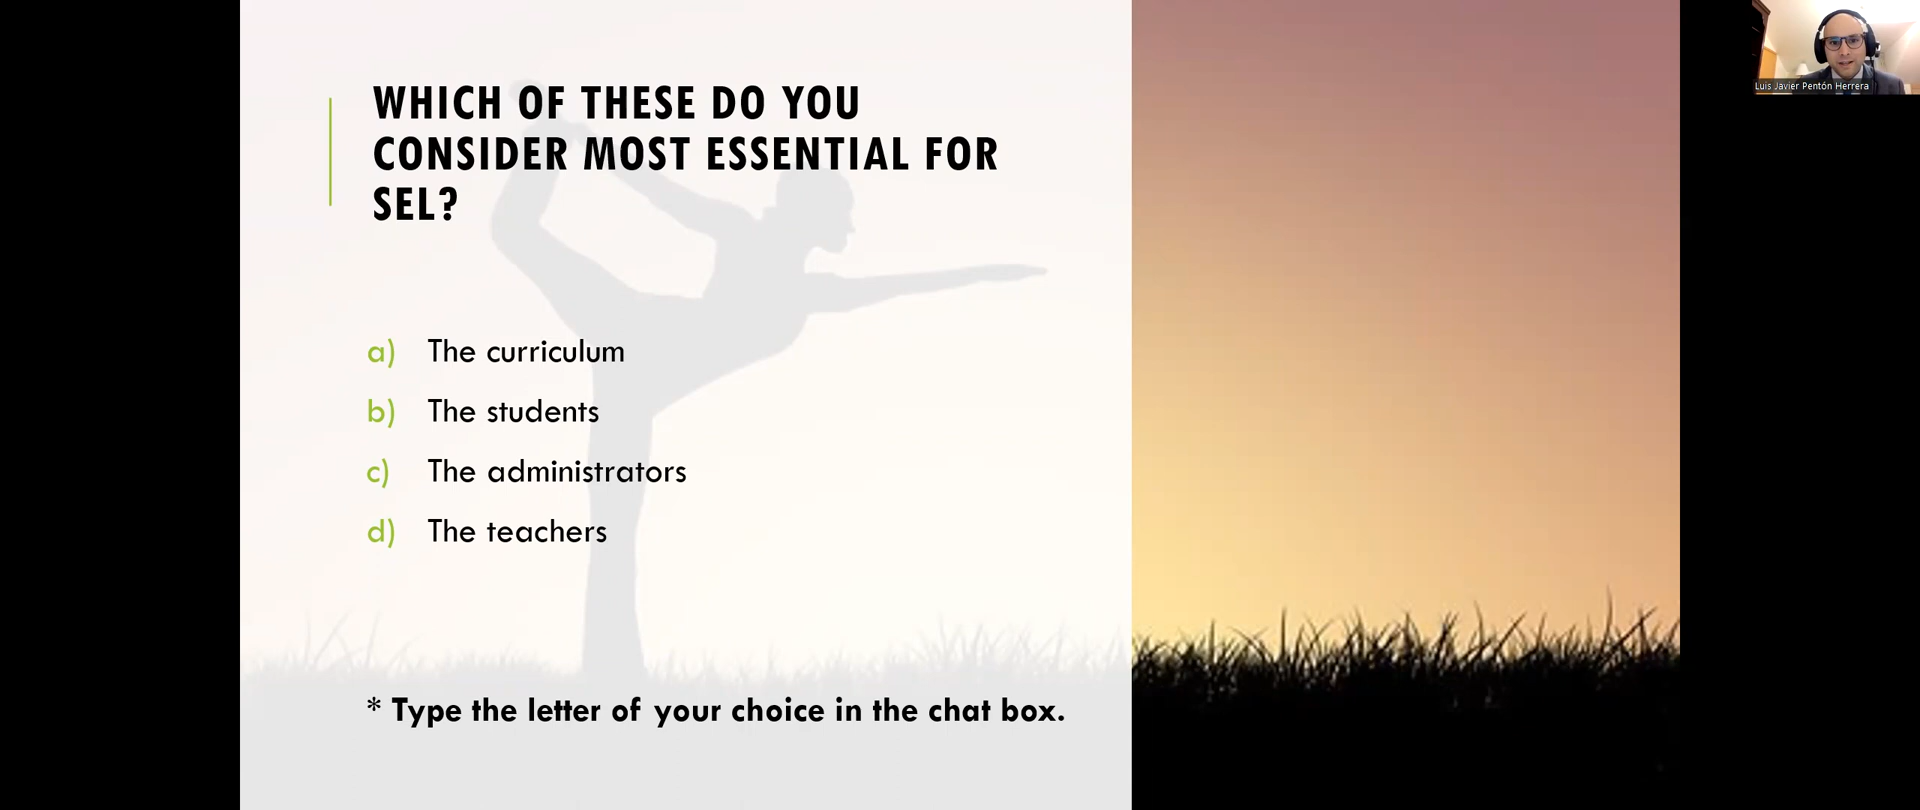 WHICH OF THESE DO YOU
CONSIDER MOST ESSENTIAL FOR
SEL?
a) The curriculum
b) The students
c) The administrators
d) The teachers
* Type the letter of your choice in the chat box.
Luis Javier Pentón Herrera